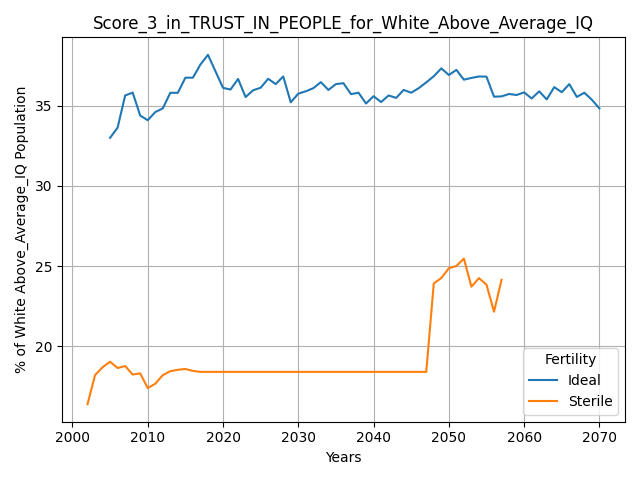 Score_3_in_TRUST_IN_PEOPLE_for_White_Above_Average_IQ
% of White Above_Average_IQ Population
35
30
25
20
Fertility
Ideal
Sterile
2000 2010 2020 2030 2040 2050 2060 2070
Years